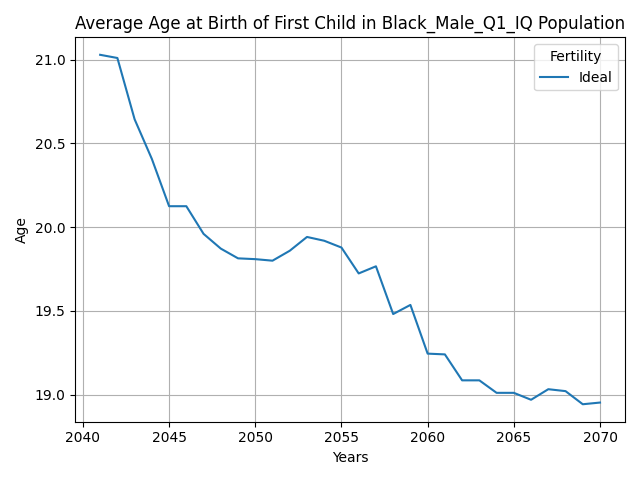 Average Age at Birth of First Child in Black_Male_Q1_IQ Population
Fertility
Ideal
21.0
20.5
20.0
19.5
19.0
Age
2040 2045 2050 2055 2060 2065 2070
Years